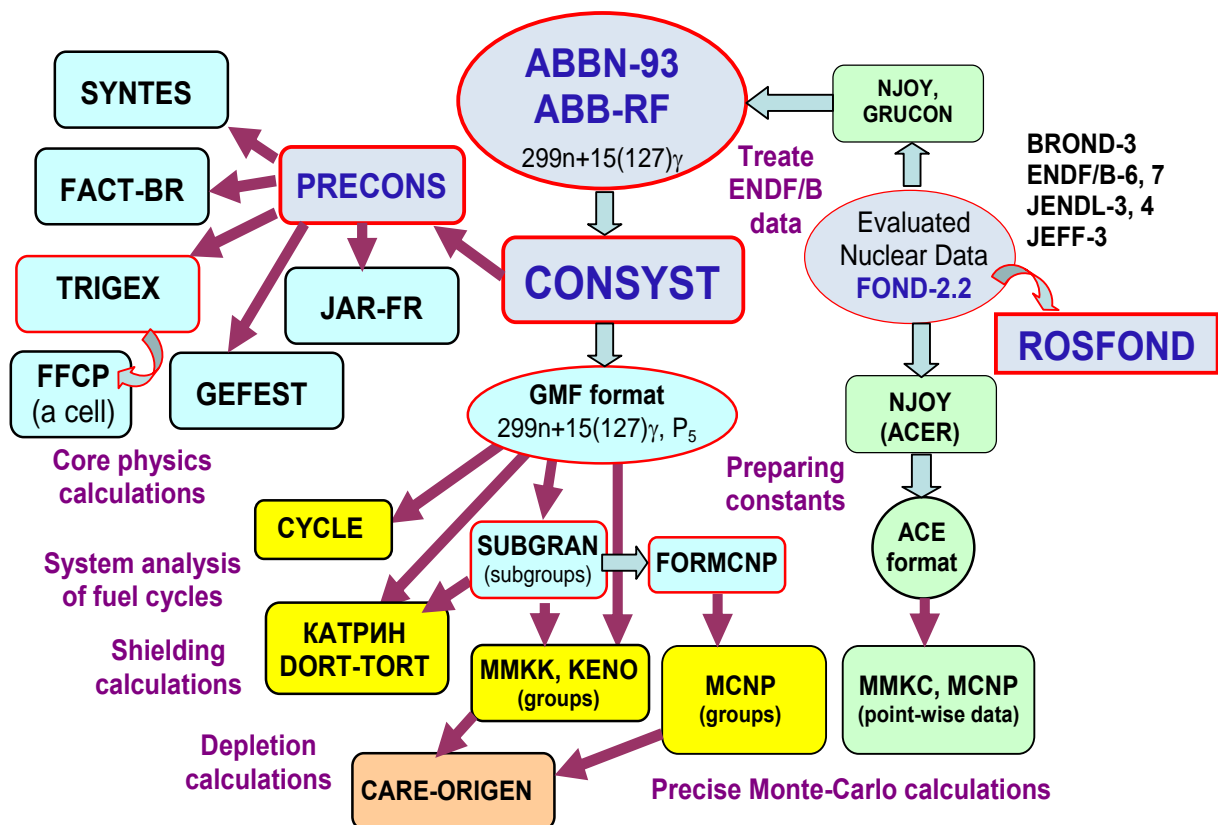 ABBN-93
ABB-RF
299n+15(127)γ
SYNTES
FACT-BR
PRECONS
TRIGEX
JAR-FR
FFCP
(a cell)
GEFEST
Core physics
calculations
CONSYST
NJOY,
GRUCON
Treate
ENDF/B
data
BROND-3
ENDF/B-6, 7
JENDL-3, 4
JEFF-3
Evaluated
Nuclear Data
FOND-2.2
ROSFOND
GMF format
299n+15(127)γ, P₅
NJOY
(ACER)
Preparing
constants
ACE
format
CYCLE
SUBGRAN
(subgroups)
FORMCNP
System analysis
of fuel cycles
КАТРИН
DORT-TORT
Shielding
calculations
MMKK, KENO
(groups)
MCNP
(groups)
MMKC, MCNP
(point-wise data)
Depletion
calculations
CARE-ORIGEN
Precise Monte-Carlo calculations